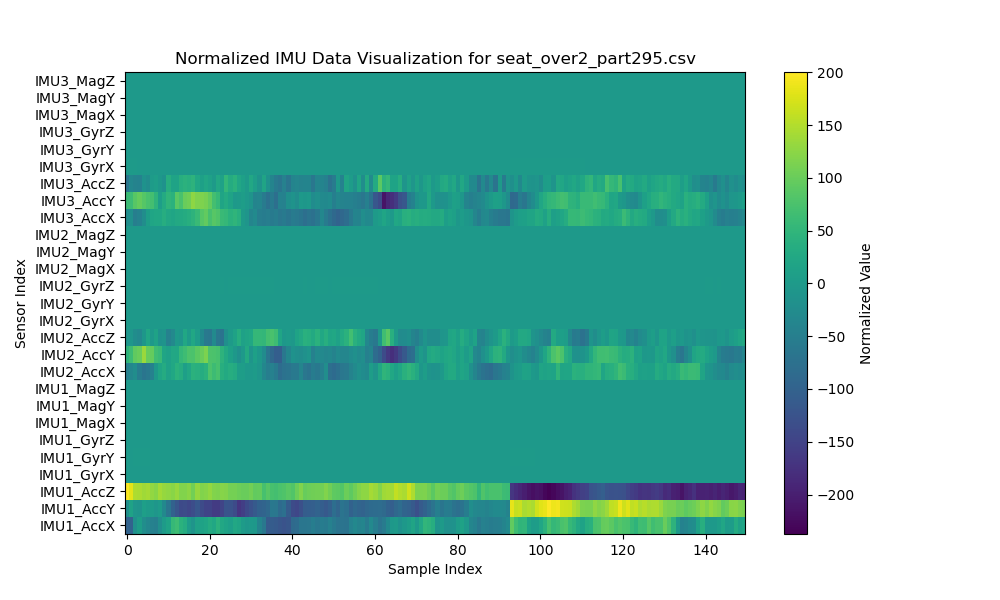 Normalized IMU Data Visualization for seat_over2_part295.csv
Sensor Index
IMU3_MagZ
IMU3_MagY
IMU3_MagX
IMU3_GyrZ
IMU3_GyrY
IMU3_GyrX
IMU3_AccZ
IMU3_AccY
IMU3_AccX
IMU2_MagZ
IMU2_MagY
IMU2_MagX
IMU2_GyrZ
IMU2_GyrY
IMU2_GyrX
IMU2_AccZ
IMU2_AccY
IMU2_AccX
IMU1_MagZ
IMU1_MagY
IMU1_MagX
IMU1_GyrZ
IMU1_GyrY
IMU1_GyrX
IMU1_AccZ
IMU1_AccY
IMU1_AccX
0 20 40 60 80 100 120 140
Sample Index
200
150
100
50
0
−50
−100
−150
−200
Normalized Value